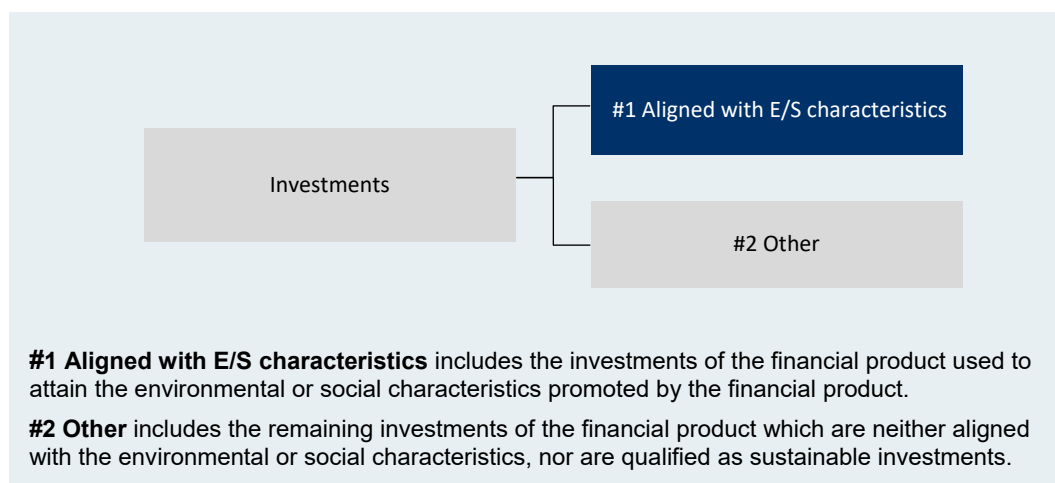 #1 Aligned with E/S characteristics
Investments
#2 Other
#1 Aligned with E/S characteristics includes the investments of the financial product used to
attain the environmental or social characteristics promoted by the financial product.
#2 Other includes the remaining investments of the financial product which are neither aligned
with the environmental or social characteristics, nor are qualified as sustainable investments.